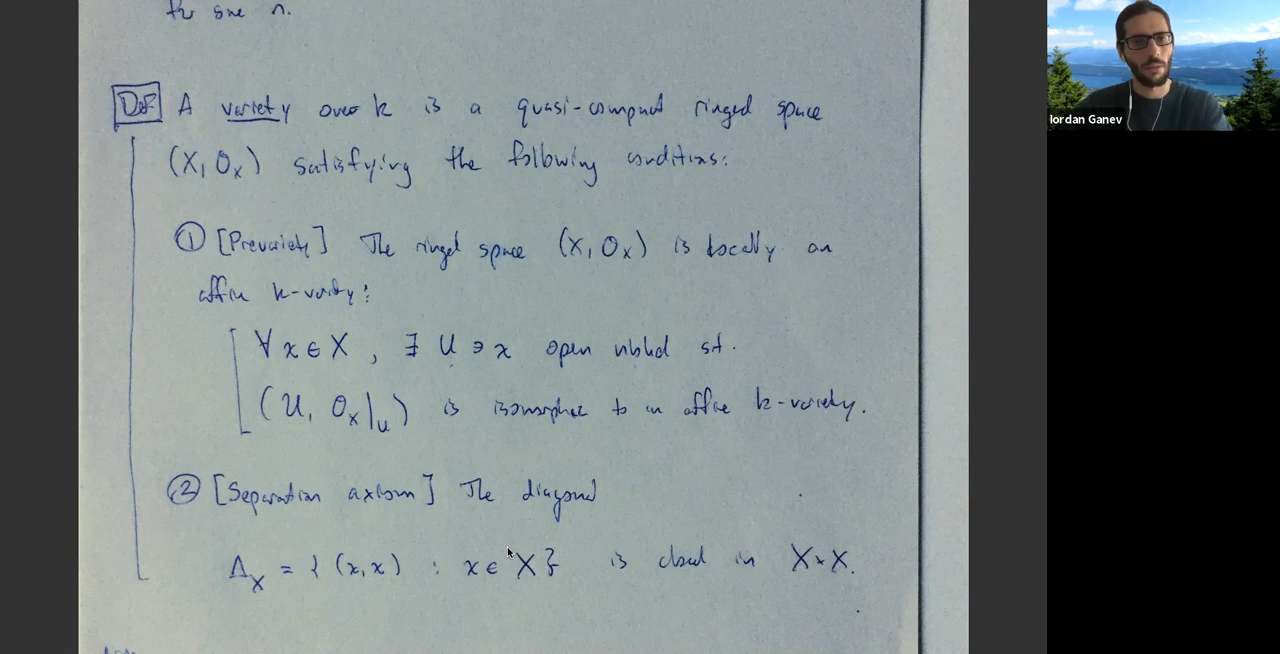 the same n.
Def A variety over k is a quasi-compact ringed space
(X, O_X) satisfying the following conditions:
① [Prevariety] The ringed space (X, O_X) is locally an
affine k-variety:
∀ x ∈ X, ∃ U ∋ x open nbhd s.t.
(U, O_X|_U) is isomorphic to an affine k-variety.
② [Separation axiom] The diagonal
Δ_X = { (x,x) : x ∈ X } is closed in X×X.
Iordan Ganev